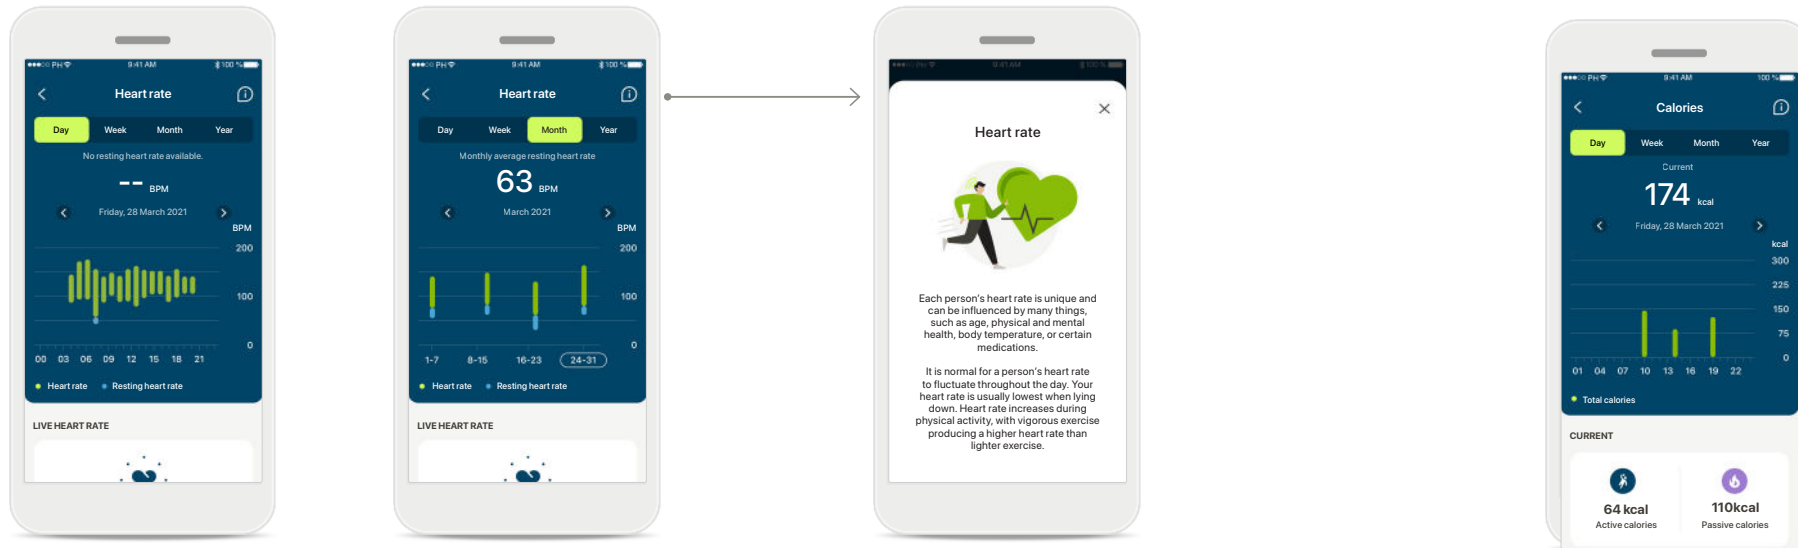 PH
9:41 AM
100 %
Heart rate
Day Week Month Year
No resting heart rate available.
-- BPM
Friday, 28 March 2021
BPM
200
100
0
00 03 06 09 12 15 18 21
Heart rate Resting heart rate
LIVE HEART RATE
PH
9:41 AM
100 %
Heart rate
Day Week Month Year
Monthly average resting heart rate
63 BPM
March 2021
BPM
200
100
0
1-7 8-15 16-23 24-31
Heart rate Resting heart rate
LIVE HEART RATE
PH
9:41 AM
100 %
Heart rate
Each person's heart rate is unique and
can be influenced by many things,
such as age, physical and mental
health, body temperature, or certain
medications.
It is normal for a person's heart rate
to fluctuate throughout the day. Your
heart rate is usually lowest when lying
down. Heart rate increases during
physical activity, with vigorous exercise
producing a higher heart rate than
lighter exercise.
PH
9:41 AM
100 %
Calories
Day Week Month Year
Current
174 kcal
Friday, 28 March 2021
kcal
300
225
150
75
0
01 04 07 10 13 16 19 22
Total calories
CURRENT
64 kcal
Active calories
110kcal
Passive calories